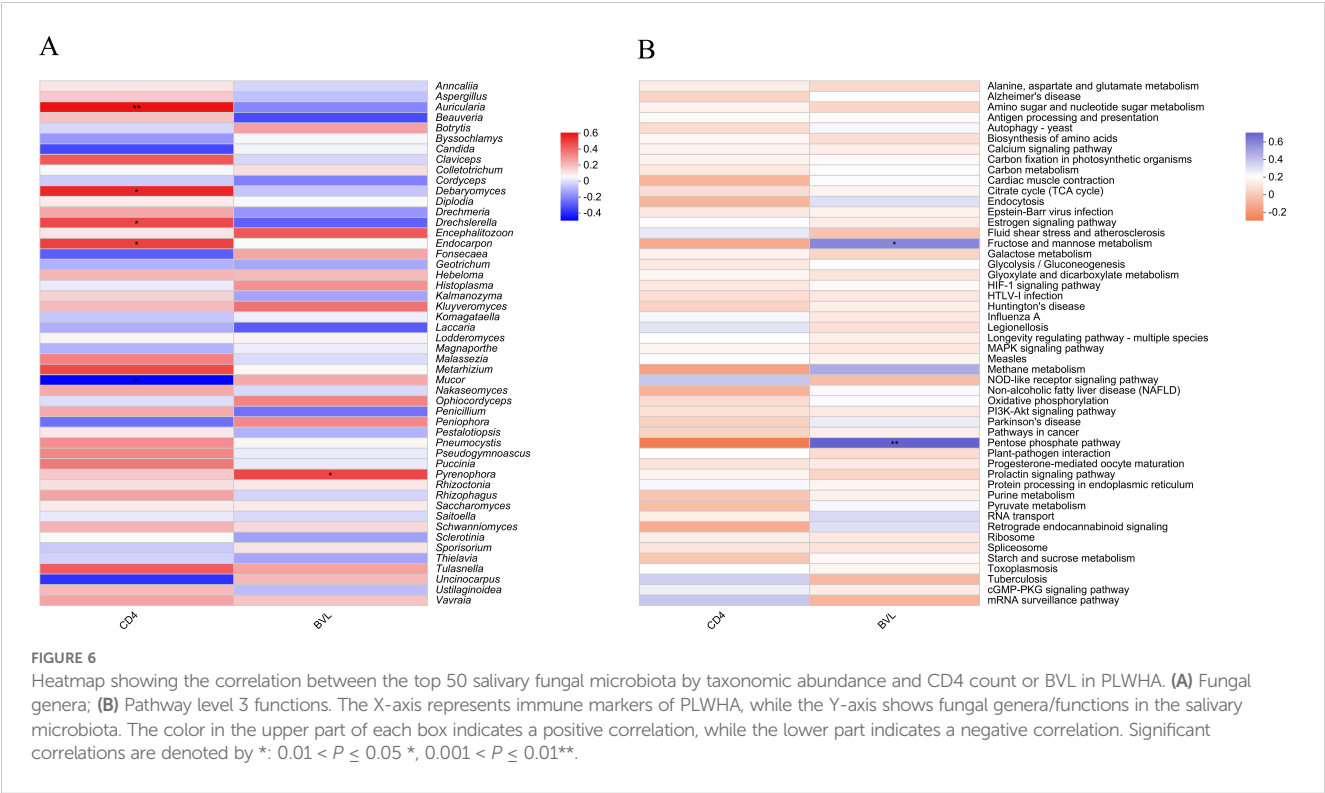 A
B
Anncaliia
Aspergillus
Auricularia
Beauveria
Botrytis
Byssochlamys
Candida
Claviceps
Colletotrichum
Cordyceps
Debaryomyces
Diplodia
Drechmeria
Drechslerella
Encephalitozoon
Endocarpon
Fonsecaea
Geotrichum
Hebeloma
Histoplasma
Kalmanozyma
Kluyveromyces
Komagataella
Laccaria
Lodderomyces
Magnaporthe
Malassezia
Metarhizium
Mucor
Nakaseomyces
Ophiocordyceps
Penicillium
Peniophora
Pestalotiopsis
Pneumocystis
Pseudogymnoascus
Puccinia
Pyrenophora
Rhizoctonia
Rhizophagus
Saccharomyces
Saitoella
Schwanniomyces
Sclerotinia
Sporisorium
Thielavia
Tulasnella
Uncinocarpus
Ustilaginoidea
Vavraia
**
*
*
*
*
CD4
BVL
0.6
0.4
0.2
0
-0.2
-0.4
Alanine, aspartate and glutamate metabolism
Alzheimer's disease
Amino sugar and nucleotide sugar metabolism
Antigen processing and presentation
Autophagy - yeast
Biosynthesis of amino acids
Calcium signaling pathway
Carbon fixation in photosynthetic organisms
Carbon metabolism
Cardiac muscle contraction
Citrate cycle (TCA cycle)
Endocytosis
Epstein-Barr virus infection
Estrogen signaling pathway
Fluid shear stress and atherosclerosis
Fructose and mannose metabolism
Galactose metabolism
Glycolysis / Gluconeogenesis
Glyoxylate and dicarboxylate metabolism
HIF-1 signaling pathway
HTLV-I infection
Huntington's disease
Influenza A
Legionellosis
Longevity regulating pathway - multiple species
MAPK signaling pathway
Measles
Methane metabolism
NOD-like receptor signaling pathway
Non-alcoholic fatty liver disease (NAFLD)
Oxidative phosphorylation
PI3K-Akt signaling pathway
Parkinson's disease
Pathways in cancer
Pentose phosphate pathway
Plant-pathogen interaction
Progesterone-mediated oocyte maturation
Prolactin signaling pathway
Protein processing in endoplasmic reticulum
Purine metabolism
Pyruvate metabolism
RNA transport
Retrograde endocannabinoid signaling
Ribosome
Spliceosome
Starch and sucrose metabolism
Toxoplasmosis
Tuberculosis
cGMP-PKG signaling pathway
mRNA surveillance pathway
*
**
CD4
BVL
0.6
0.4
0.2
0
-0.2
FIGURE 6
Heatmap showing the correlation between the top 50 salivary fungal microbiota by taxonomic abundance and CD4 count or BVL in PLWHA. (A) Fungal
genera; (B) Pathway level 3 functions. The X-axis represents immune markers of PLWHA, while the Y-axis shows fungal genera/functions in the salivary
microbiota. The color in the upper part of each box indicates a positive correlation, while the lower part indicates a negative correlation. Significant
correlations are denoted by *: 0.01 < P ≤ 0.05 *, 0.001 < P ≤ 0.01**.